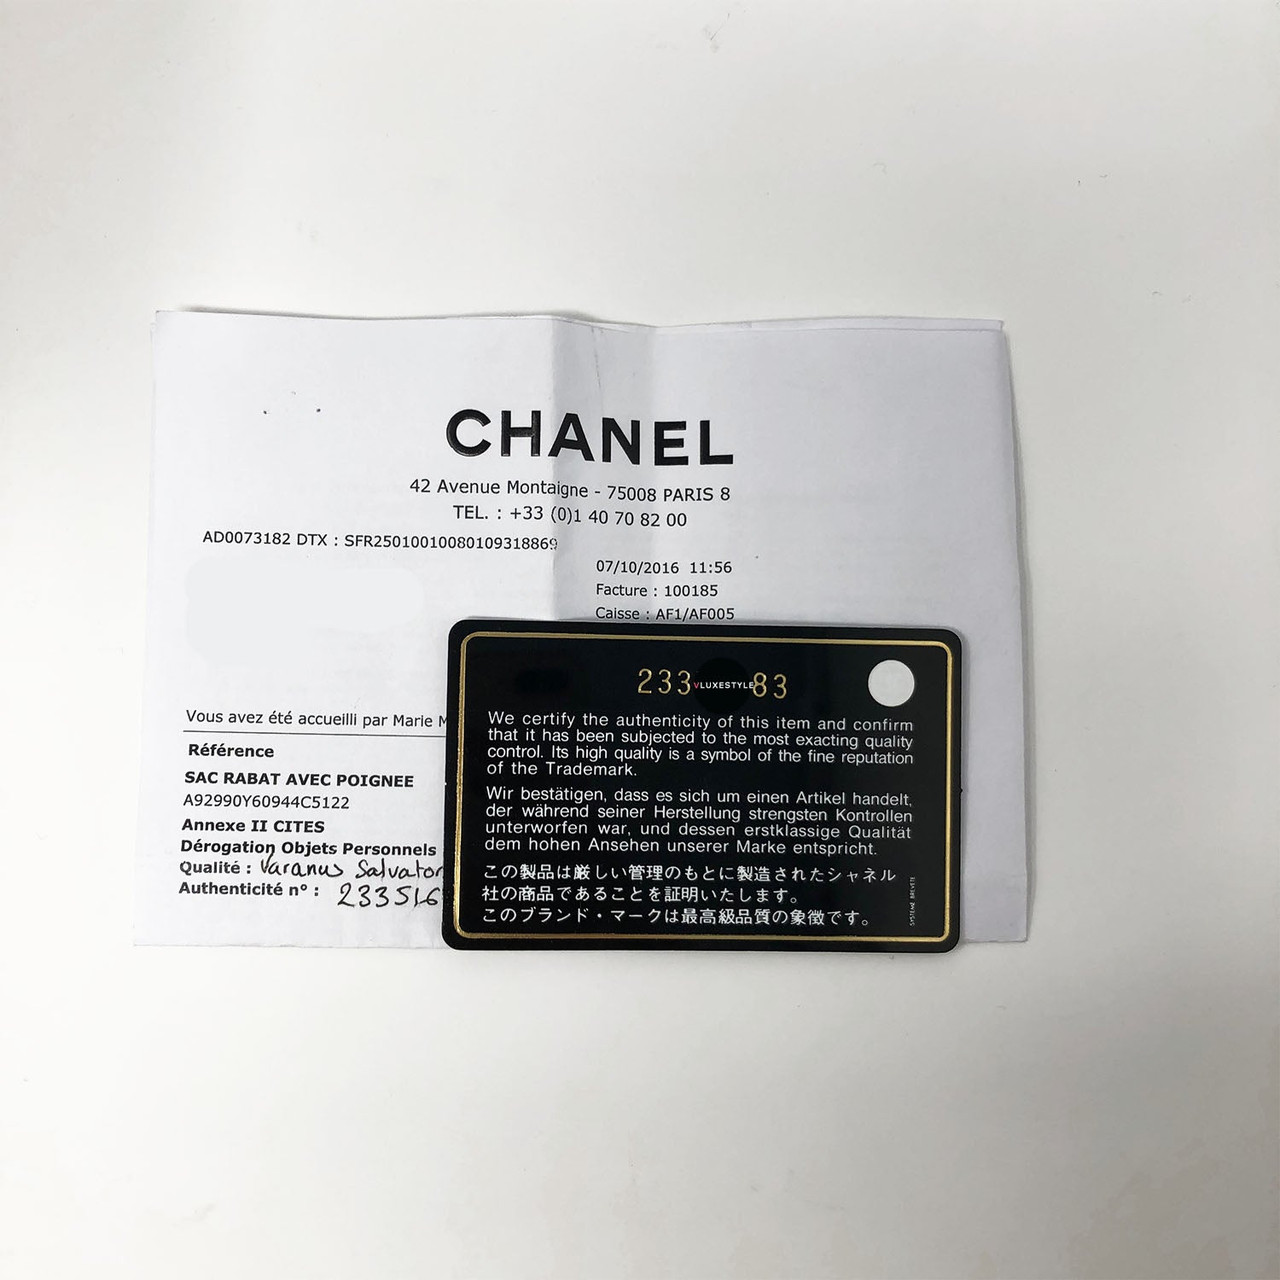 CHANEL
42 Avenue Montaigne - 75008 PARIS 8
TEL. : +33 (0)1 40 70 82 00
AD0073182 DTX : SFR25010010080109318869
07/10/2016 11:56
Facture : 100185
Caisse : AF1/AF005
Vous avez été accueilli par Marie M
Référence
SAC RABAT AVEC POIGNEE
A92990Y60944C5122
Annexe II CITES
Dérogation Objets Personnels
Qualité : Varanus Salvator
Authenticité n° : 233516
233 VLUXESTYLE 83
We certify the authenticity of this item and confirm
that it has been subjected to the most exacting quality
control. Its high quality is a symbol of the fine reputation
of the Trademark.
Wir bestätigen, dass es sich um einen Artikel handelt,
der während seiner Herstellung strengsten Kontrollen
unterworfen war, und dessen erstklassige Qualität
dem hohen Ansehen unserer Marke entspricht.
この製品は厳しい管理のもとに製造されたシャネル
社の商品であることを証明いたします。
このブランド・マークは最高級品質の象徴です。
SYSTEME BREVETE